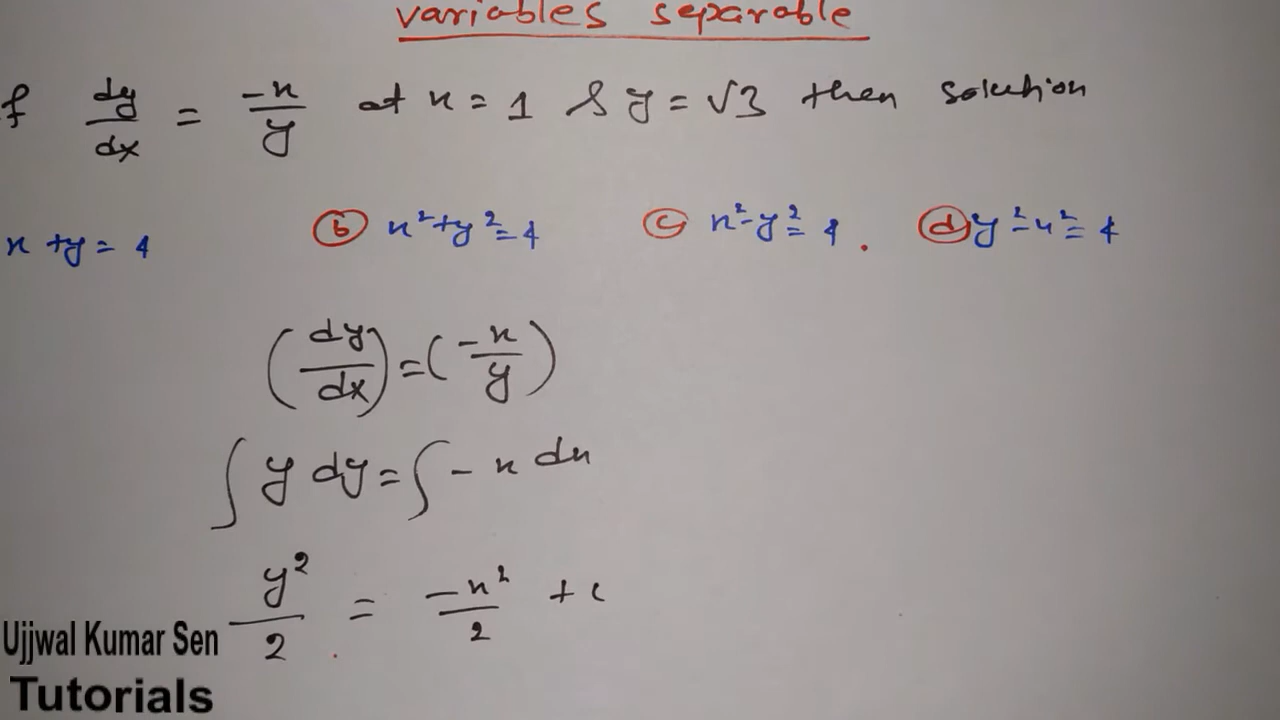 variables separable
f dy/dx = -x/y at x = 1 & y = √3 then solution
x + y = 4 (b) x² + y² = 4 (c) x² - y² = 4 . (d) y² - x² = 4
(dy/dx) = (-x/y)
∫ y dy = ∫ - x dx
y²/2 = -x²/2 + c
Ujjwal Kumar Sen
Tutorials